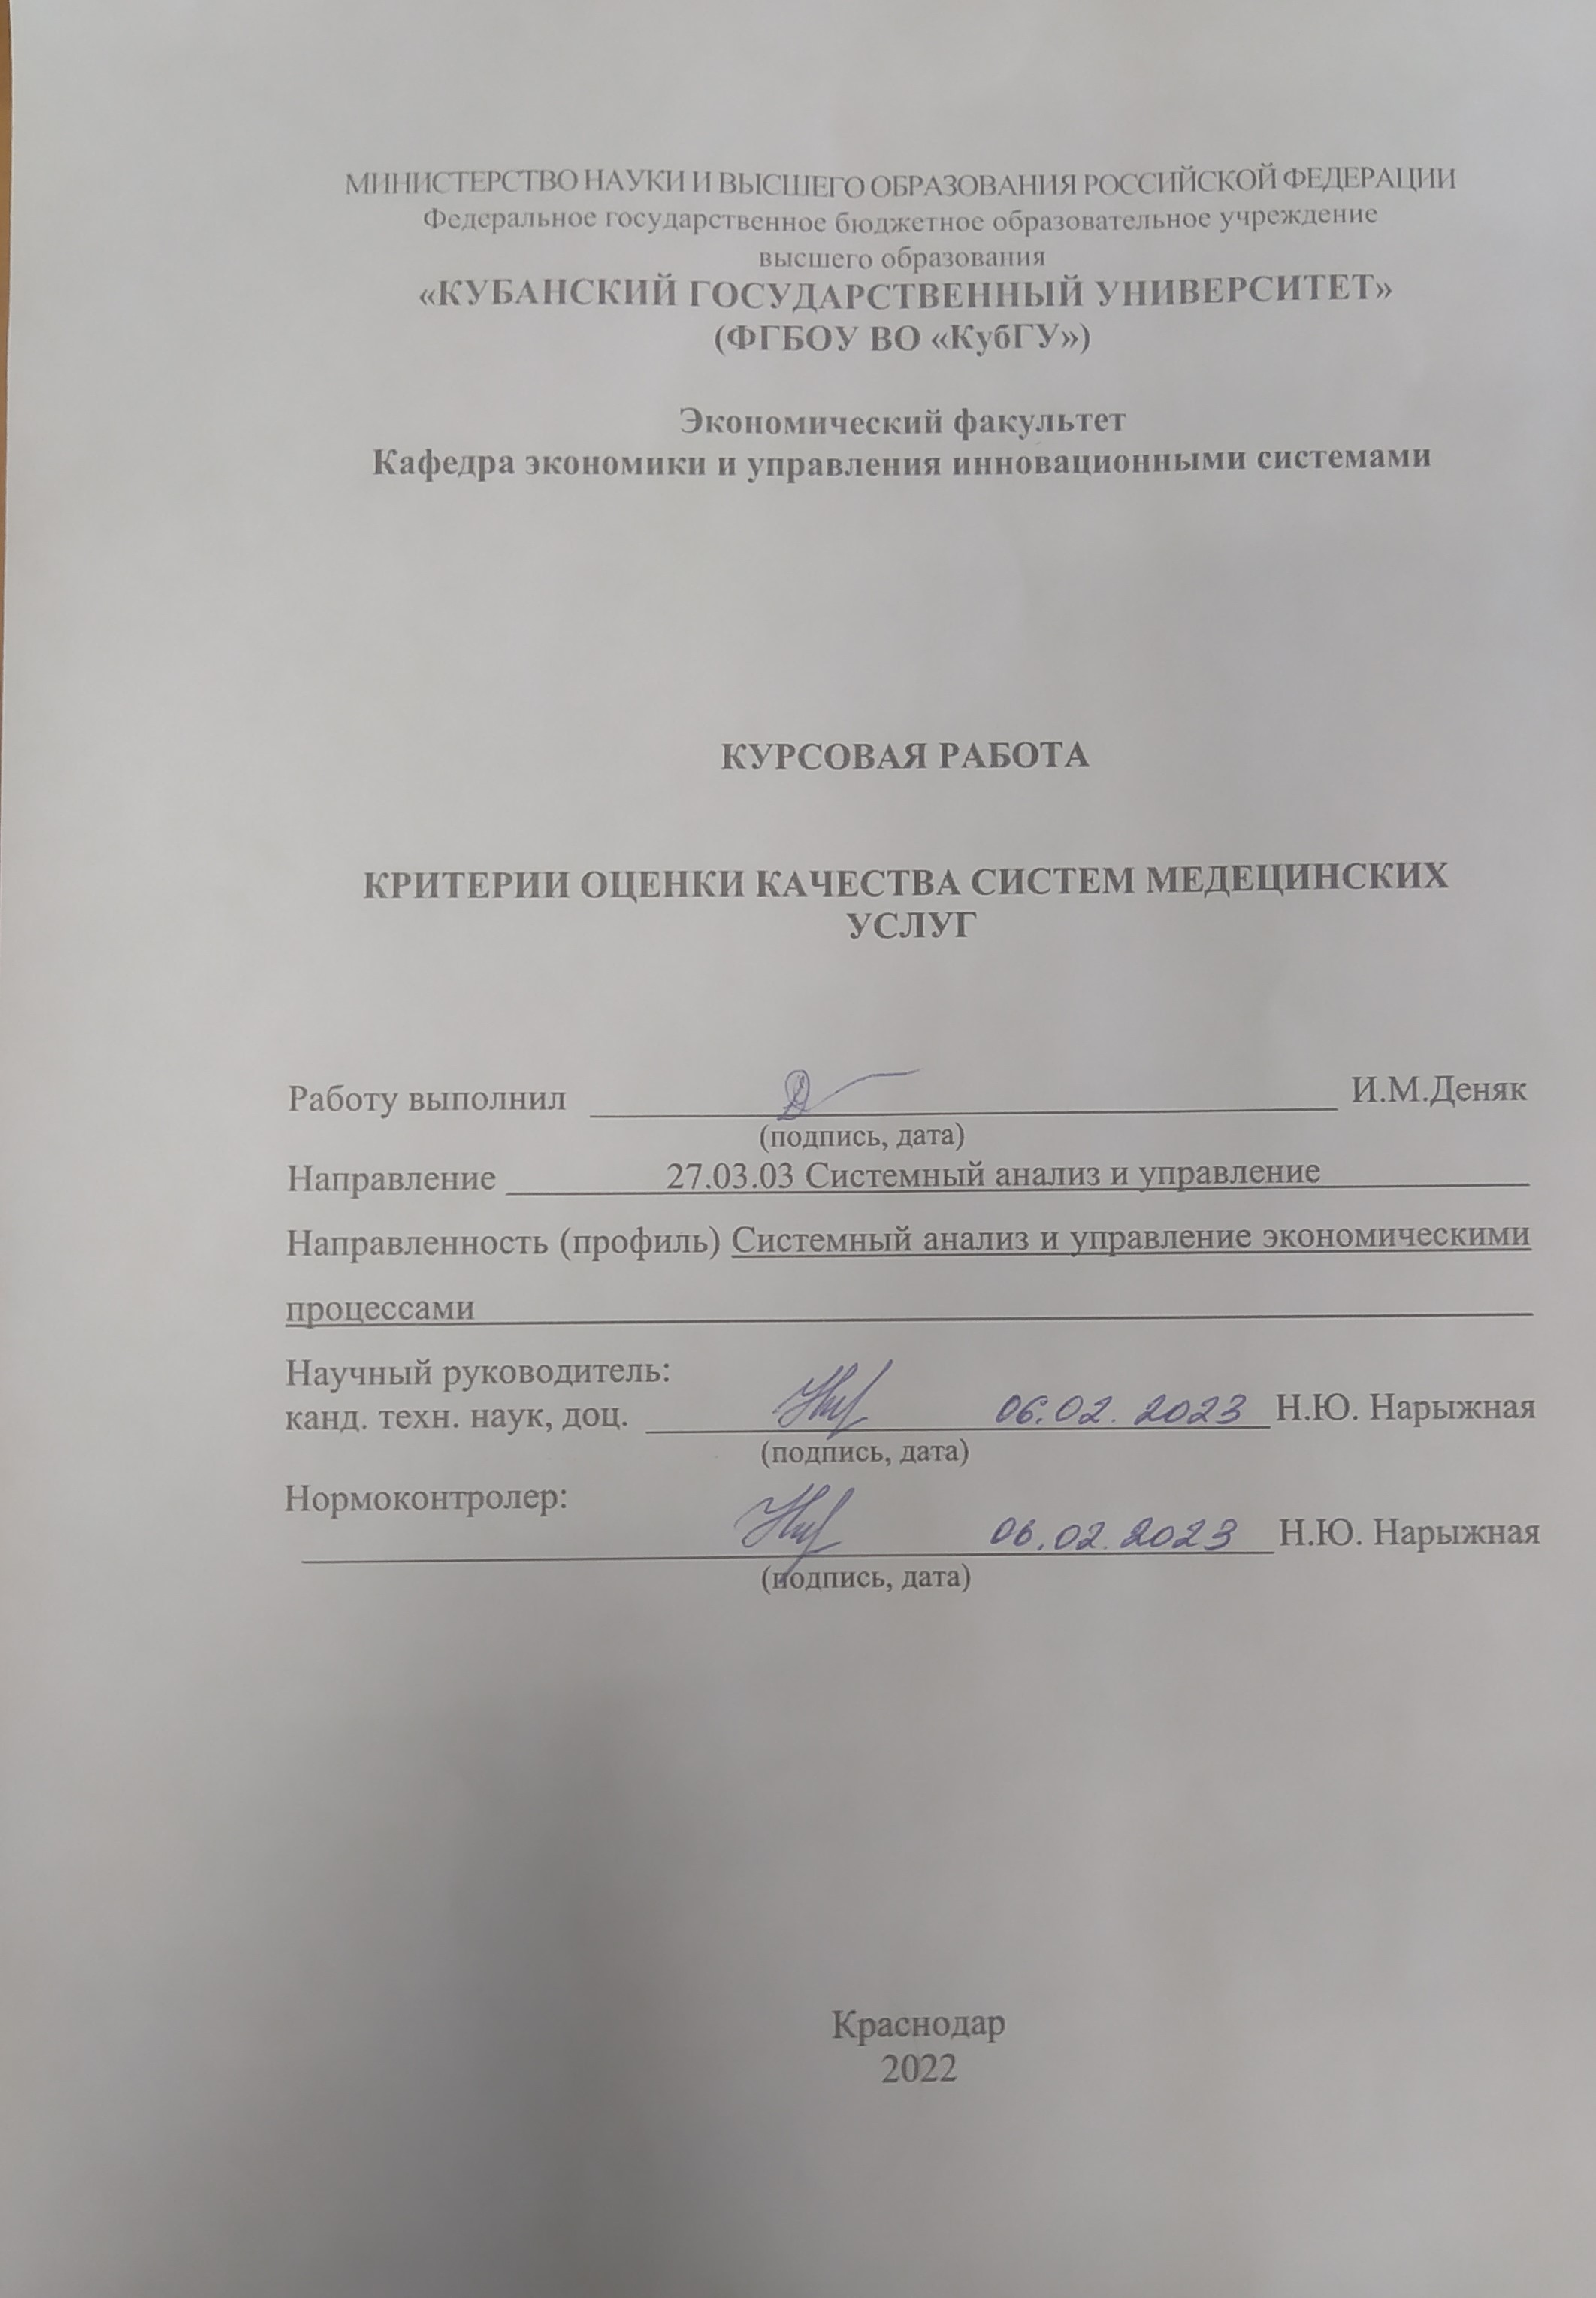 МИНИСТЕРСТВО НАУКИ И ВЫСШЕГО ОБРАЗОВАНИЯ РОССИЙСКОЙ ФЕДЕРАЦИИ
Федеральное государственное бюджетное образовательное учреждение
высшего образования
«КУБАНСКИЙ ГОСУДАРСТВЕННЫЙ УНИВЕРСИТЕТ»
(ФГБОУ ВО «КубГУ»)
Экономический факультет
Кафедра экономики и управления инновационными системами
КУРСОВАЯ РАБОТА
КРИТЕРИИ ОЦЕНКИ КАЧЕСТВА СИСТЕМ МЕДЕЦИНСКИХ
УСЛУГ
Работу выполнил И.М.Деняк
(подпись, дата)
Направление 27.03.03 Системный анализ и управление
Направленность (профиль) Системный анализ и управление экономическими
процессами
Научный руководитель:
канд. техн. наук, доц. 06.02.2023 Н.Ю. Нарыжная
(подпись, дата)
Нормоконтролер:
06.02.2023 Н.Ю. Нарыжная
(подпись, дата)
Краснодар
2022